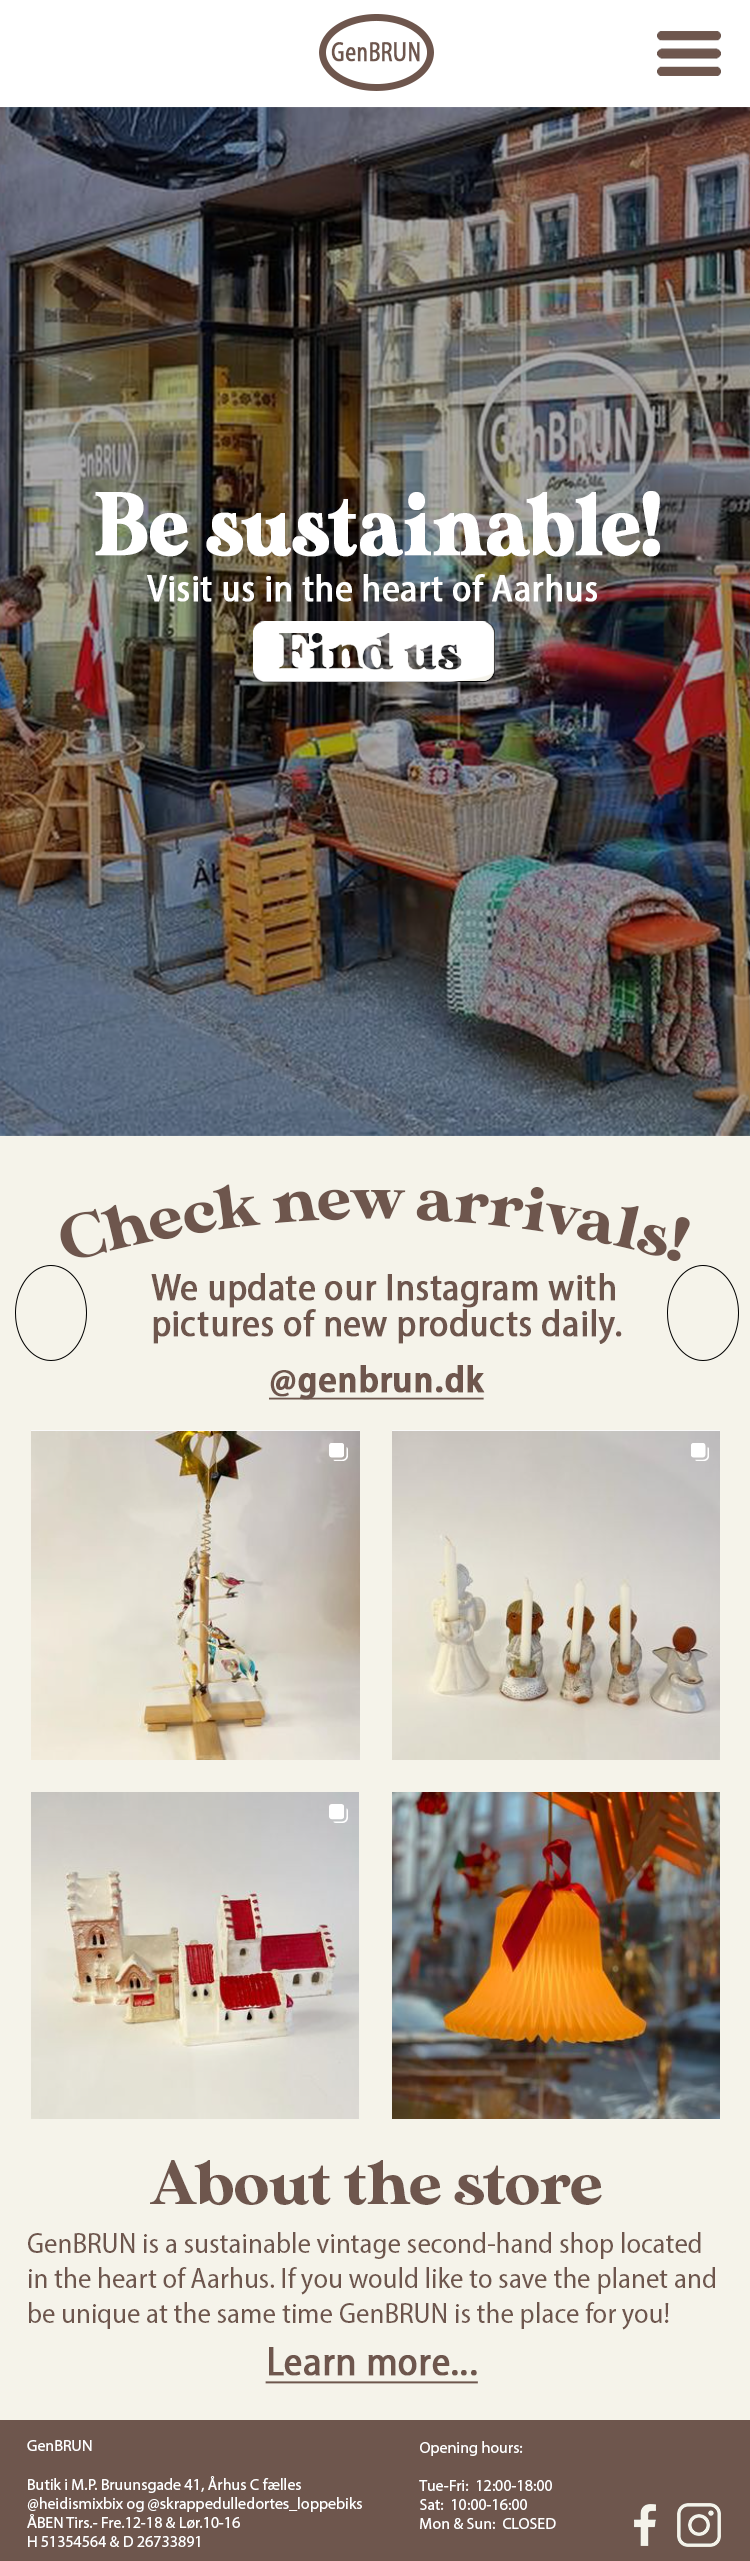 GenBRUN
GenBRUN
enBRUN
Be sustainable!
Visit us in the heart of Aarhus
Find us
Åb
Check new arrivals!
We update our Instagram with
pictures of new products daily.
@genbrun.dk
About the store
GenBRUN is a sustainable vintage second-hand shop located
in the heart of Aarhus. If you would like to save the planet and
be unique at the same time GenBRUN is the place for you!
Learn more...
GenBRUN
Butik i M.P. Bruunsgade 41, Århus C fælles
@heidismixbix og @skrappedulledortes_loppebiks
ÅBEN Tirs.- Fre.12-18 & Lør.10-16
H 51354564 & D 26733891
Opening hours:
Tue-Fri: 12:00-18:00
Sat: 10:00-16:00
Mon & Sun: CLOSED